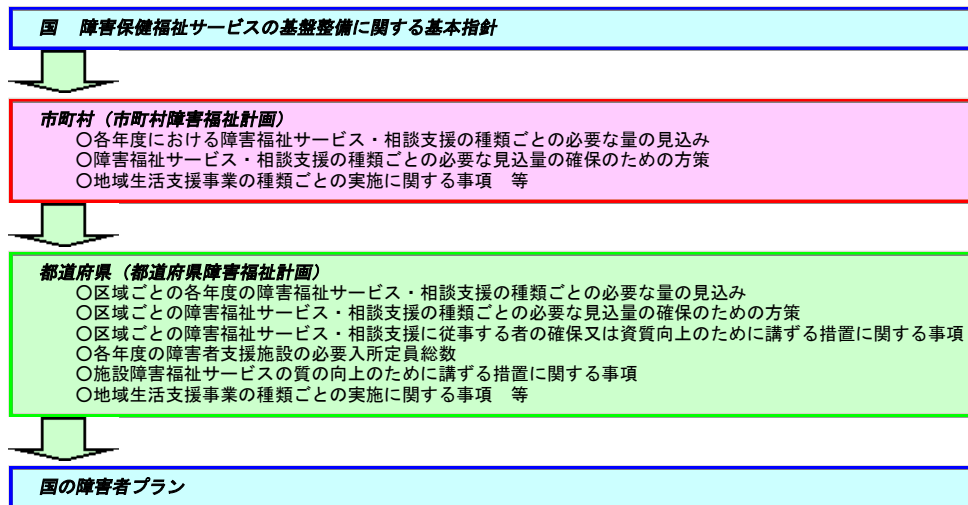 国　障害保健福祉サービスの基盤整備に関する基本指針
市町村（市町村障害福祉計画）
○各年度における障害福祉サービス・相談支援の種類ごとの必要な量の見込み
○障害福祉サービス・相談支援の種類ごとの必要な見込量の確保のための方策
○地域生活支援事業の種類ごとの実施に関する事項　等
都道府県（都道府県障害福祉計画）
○区域ごとの各年度の障害福祉サービス・相談支援の種類ごとの必要な量の見込み
○区域ごとの障害福祉サービス・相談支援の種類ごとの必要な見込量の確保のための方策
○区域ごとの障害福祉サービス・相談支援に従事する者の確保又は資質向上のために講ずる措置に関する事項
○各年度の障害者支援施設の必要入所定員総数
○施設障害福祉サービスの質の向上のために講ずる措置に関する事項
○地域生活支援事業の種類ごとの実施に関する事項　等
国の障害者プラン